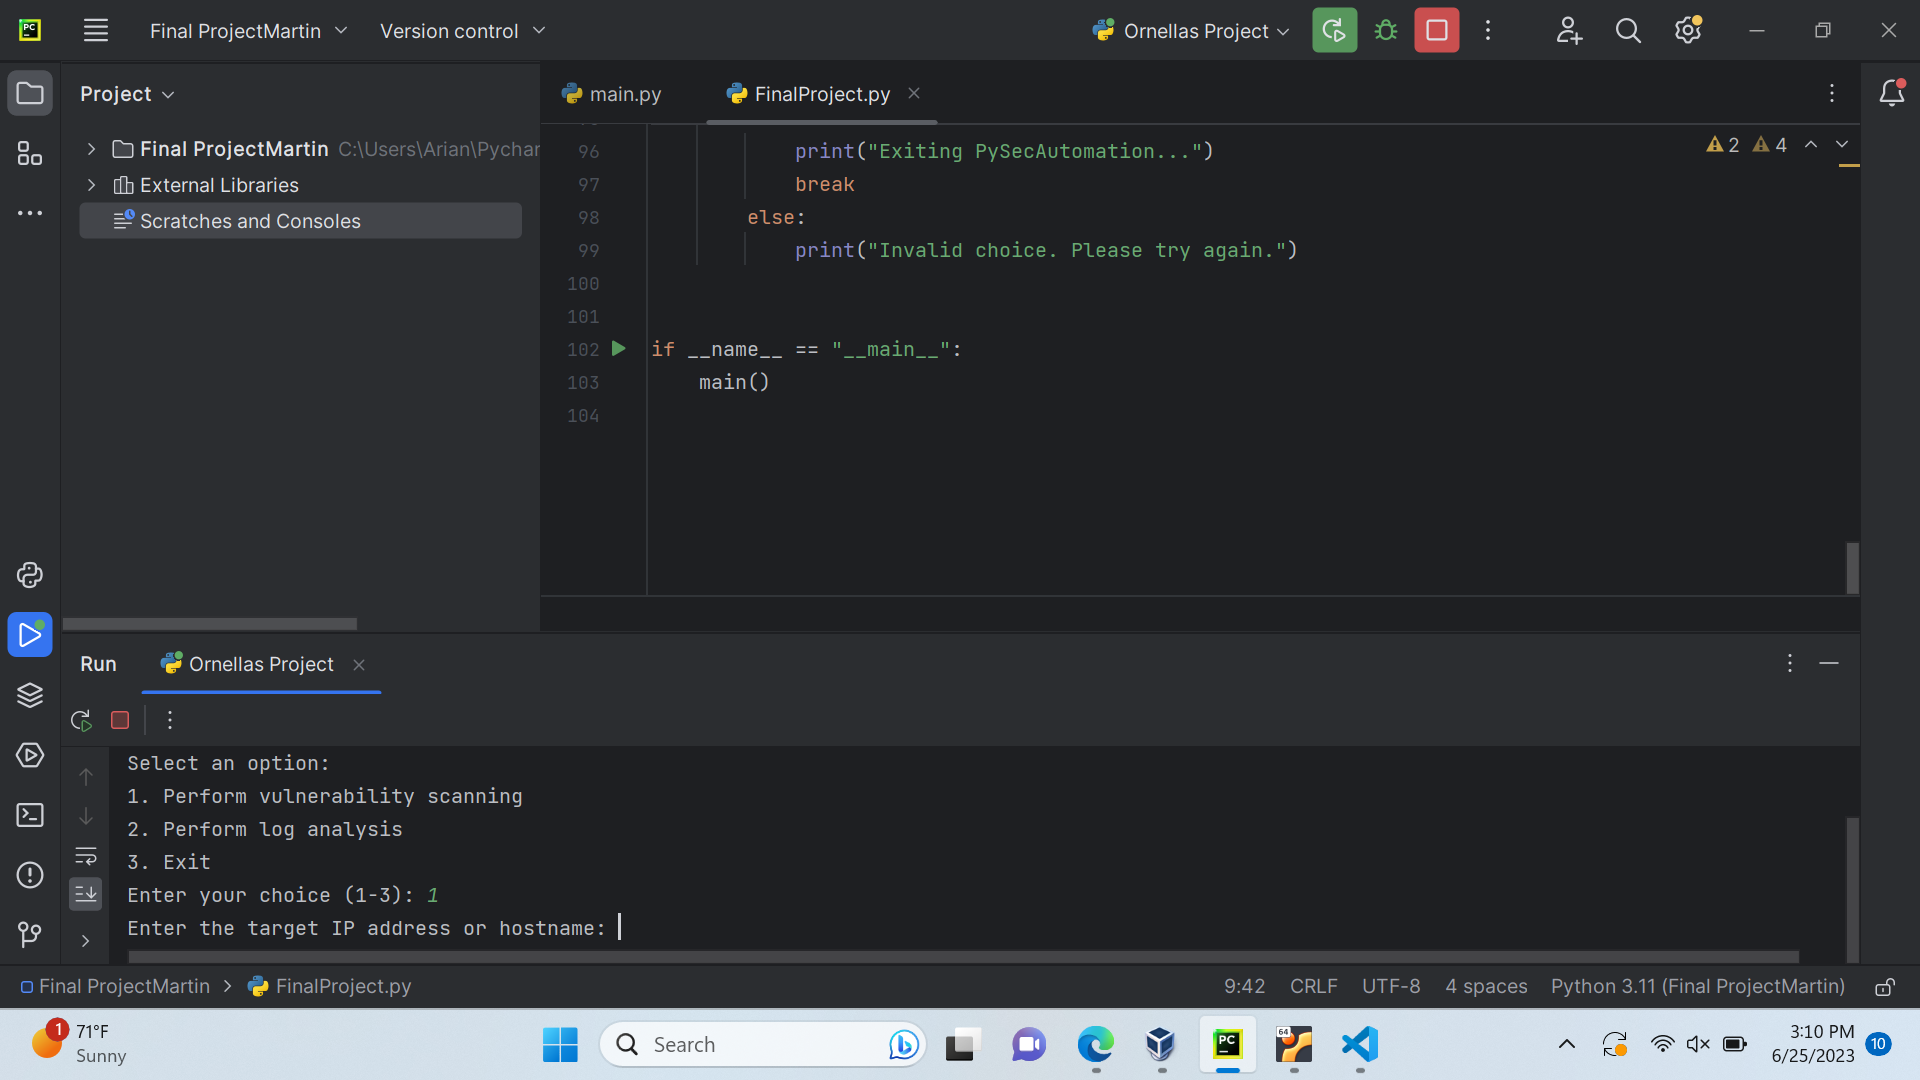 PC
Final ProjectMartin
Version control
Ornellas Project
Project
main.py
FinalProject.py
Final ProjectMartin C:\Users\Arian\Pychar
External Libraries
Scratches and Consoles
2 4
96 print("Exiting PySecAutomation...")
97 break
98 else:
99 print("Invalid choice. Please try again.")
100
101
102 if __name__ == "__main__":
103 main()
104
Run
Ornellas Project
Select an option:
1. Perform vulnerability scanning
2. Perform log analysis
3. Exit
Enter your choice (1-3): 1
Enter the target IP address or hostname:
Final ProjectMartin > FinalProject.py
9:42 CRLF UTF-8 4 spaces Python 3.11 (Final ProjectMartin)
1
71°F
Sunny
Search
PC
64
3:10 PM
6/25/2023
10